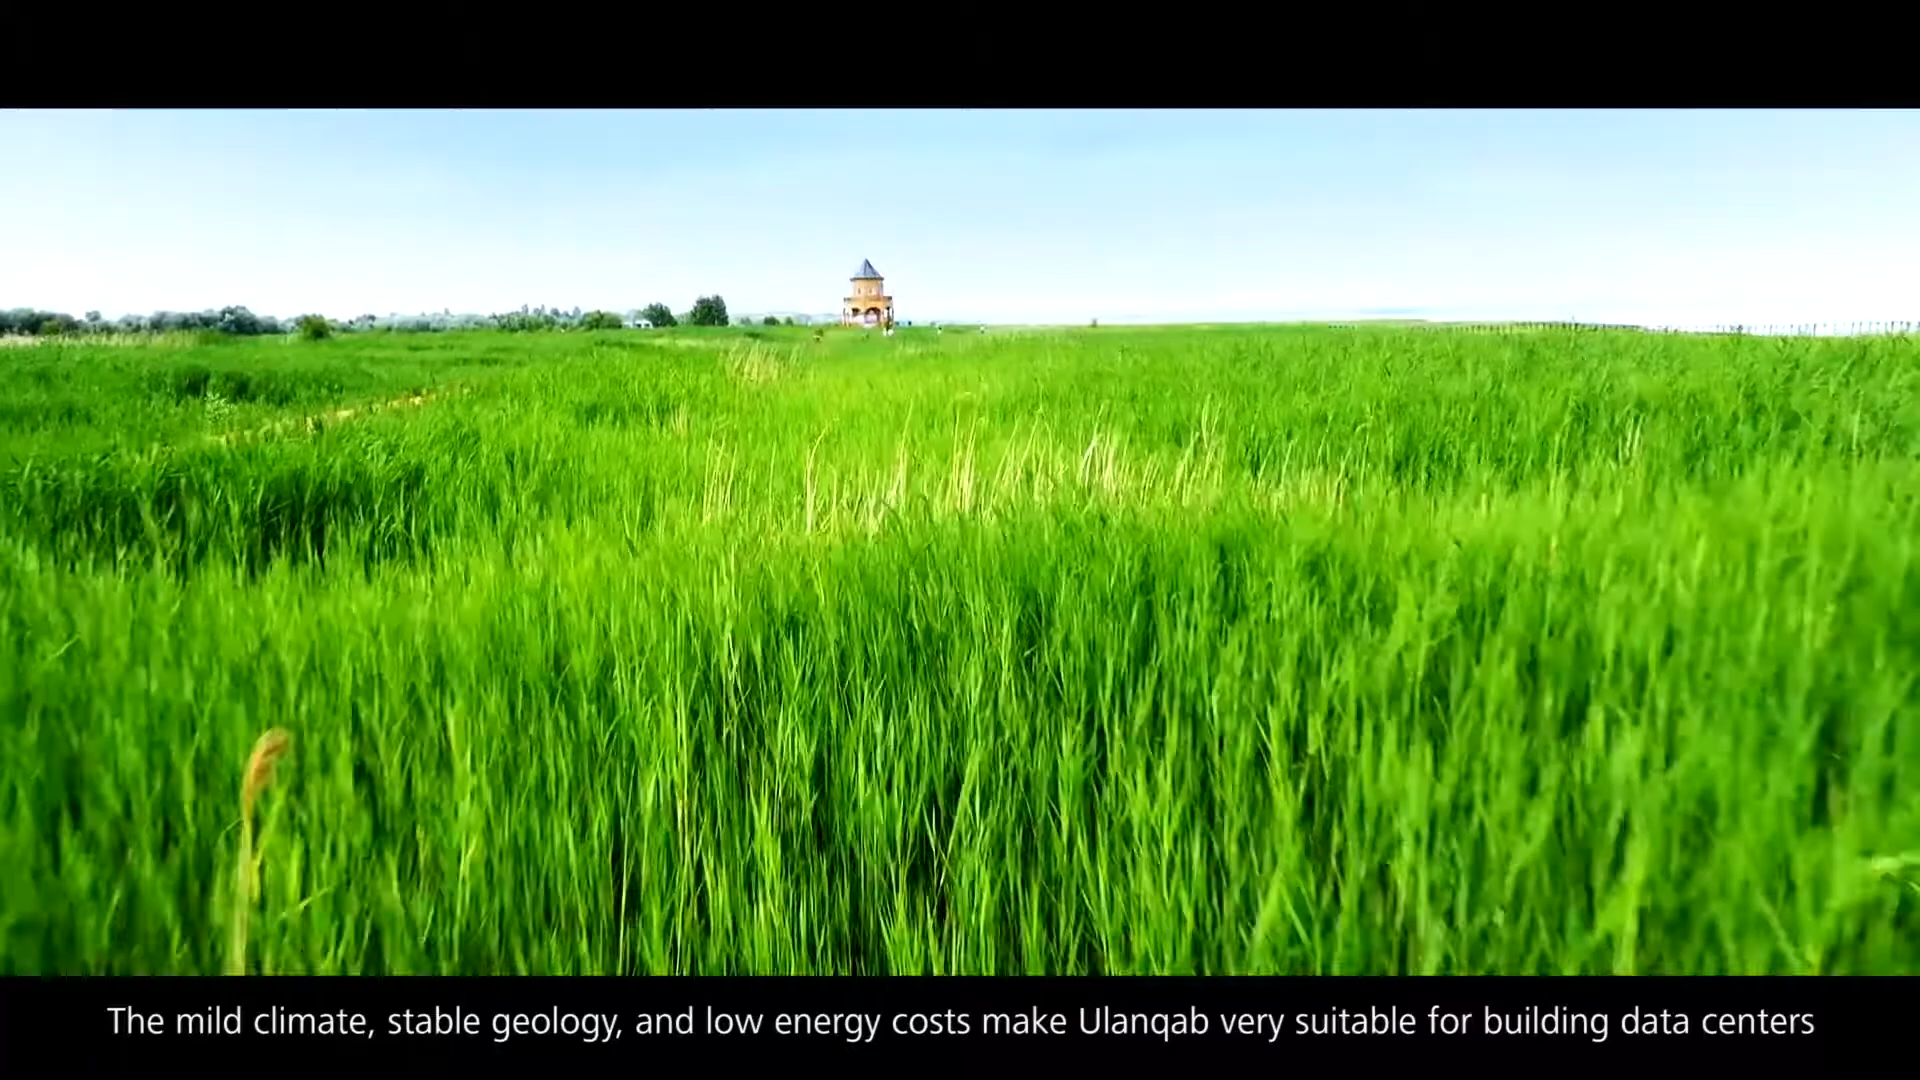 The mild climate, stable geology, and low energy costs make Ulanqab very suitable for building data centers